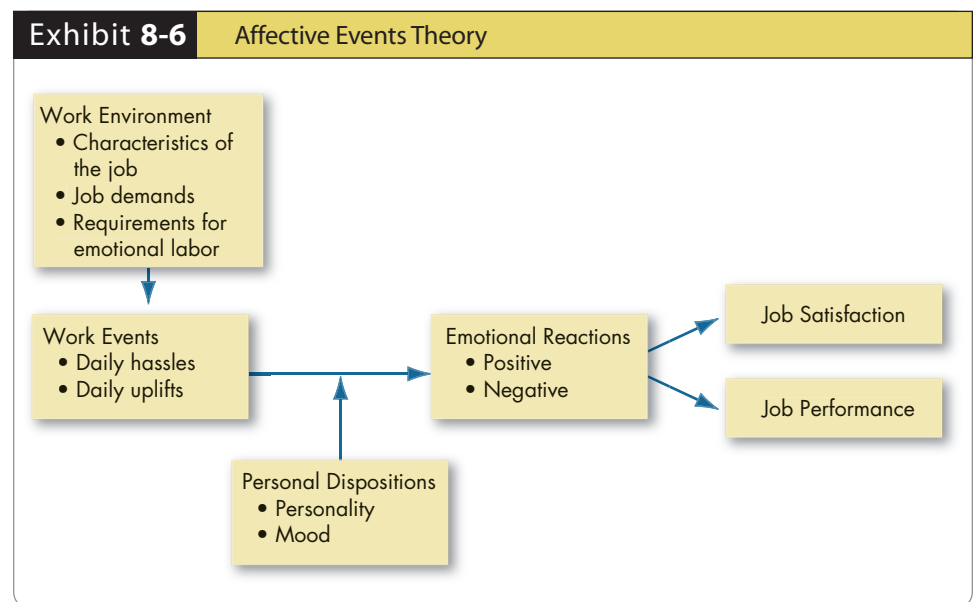 Exhibit 8-6 Affective Events Theory
Work Environment
• Characteristics of
the job
• Job demands
• Requirements for
emotional labor
Work Events
• Daily hassles
• Daily uplifts
Personal Dispositions
• Personality
• Mood
Emotional Reactions
• Positive
• Negative
Job Satisfaction
Job Performance